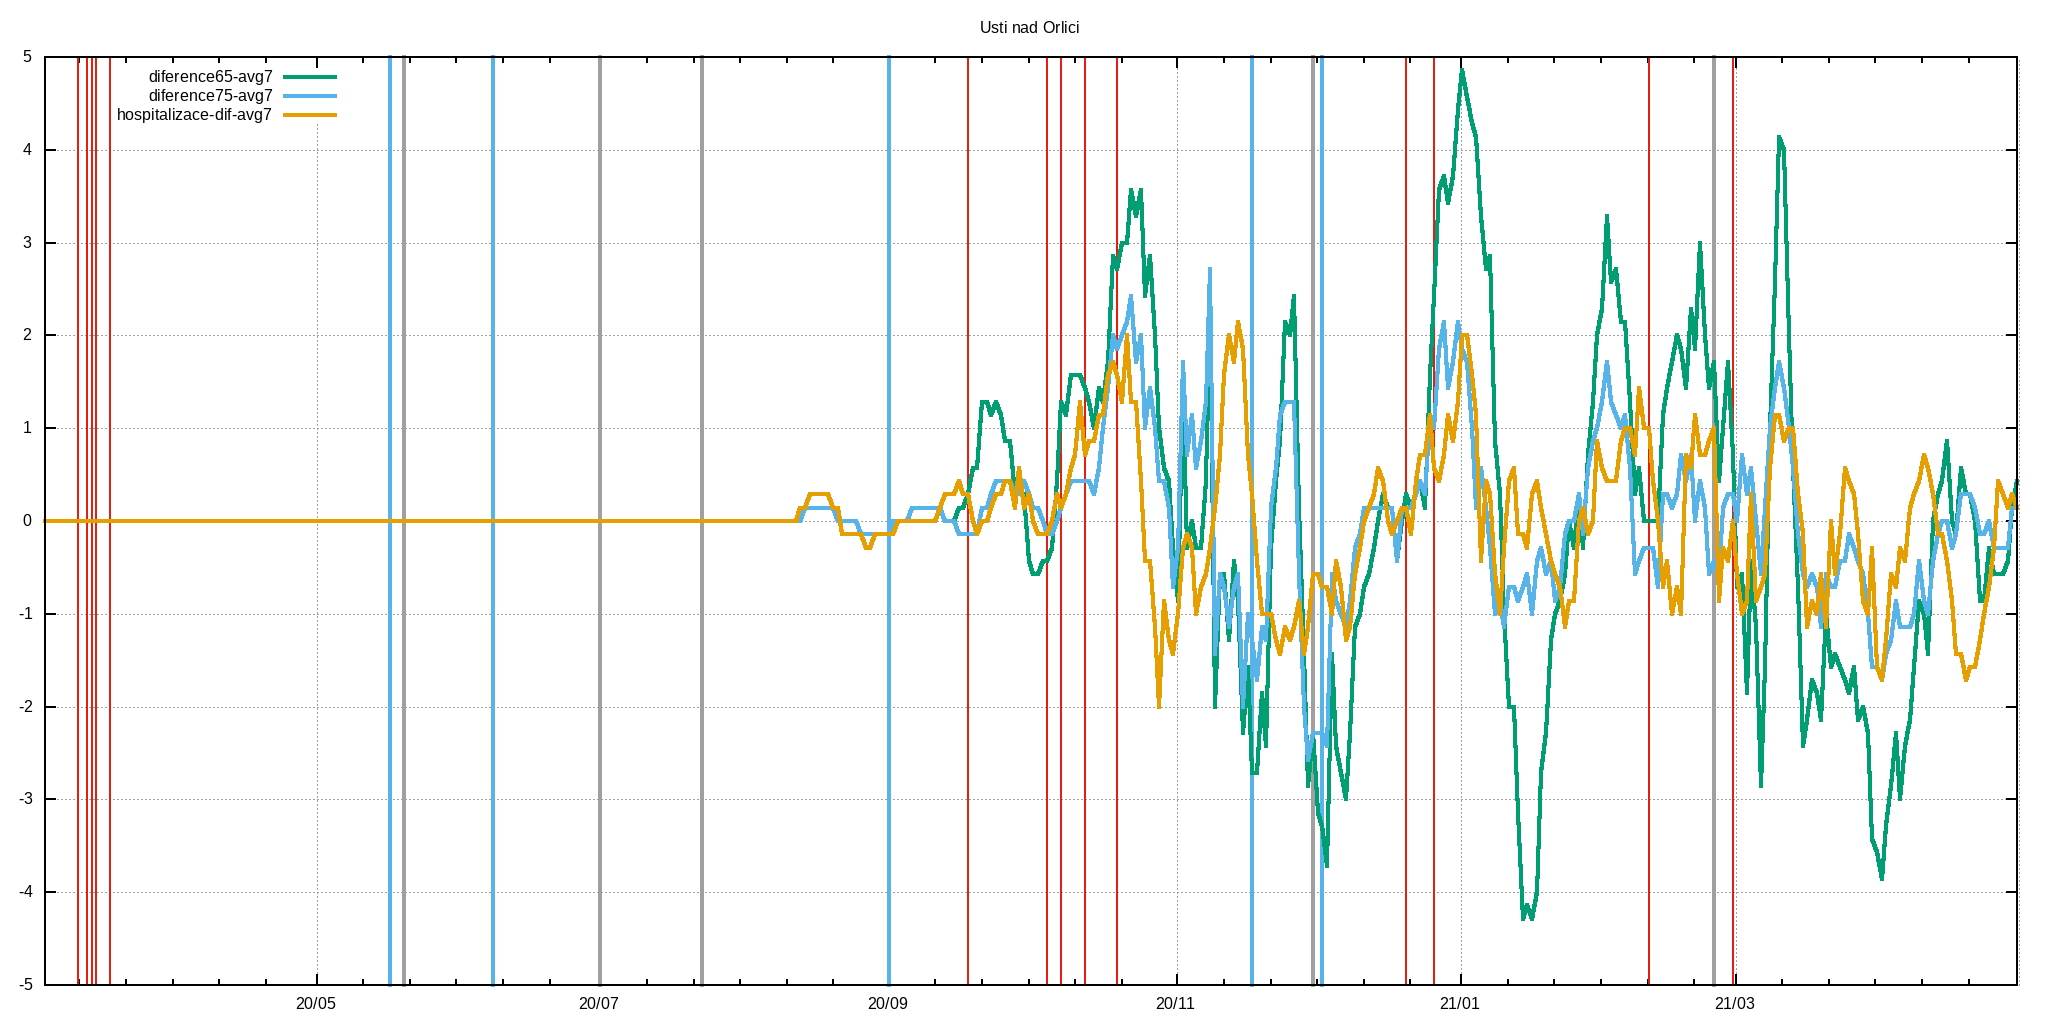 Usti nad Orlici
diference65-avg7
diference75-avg7
hospitalizace-dif-avg7
5
4
3
2
1
0
-1
-2
-3
-4
-5
20/05 20/07 20/09 20/11 21/01 21/03